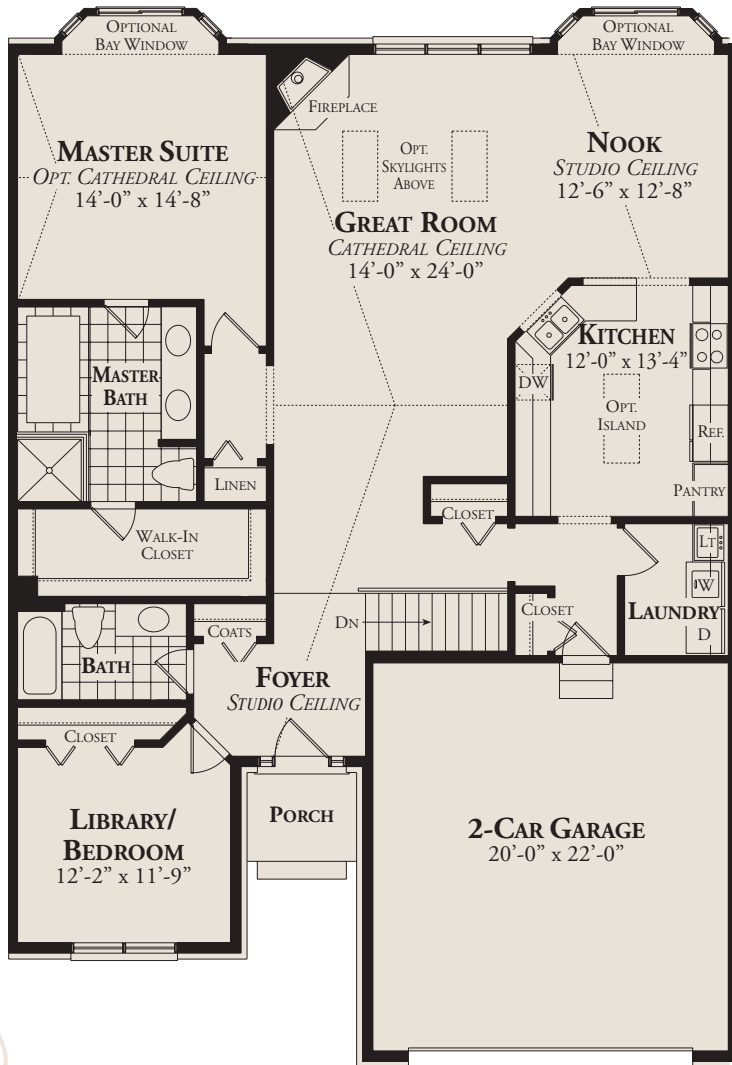 OPTIONAL
BAY WINDOW
OPTIONAL
BAY WINDOW
FIREPLACE
MASTER SUITE
OPT. CATHEDRAL CEILING
14'-0" x 14'-8"
OPT.
SKYLIGHTS
ABOVE
NOOK
STUDIO CEILING
12'-6" x 12'-8"
GREAT ROOM
CATHEDRAL CEILING
14'-0" x 24'-0"
KITCHEN
12'-0" x 13'-4"
MASTER
BATH
DW
OPT.
ISLAND
REF.
LINEN
PANTRY
CLOSET
WALK-IN
CLOSET
LT
W
CLOSET
LAUNDRY
D
COATS
DN
BATH
FOYER
STUDIO CEILING
CLOSET
LIBRARY/
BEDROOM
12'-2" x 11'-9"
PORCH
2-CAR GARAGE
20'-0" x 22'-0"